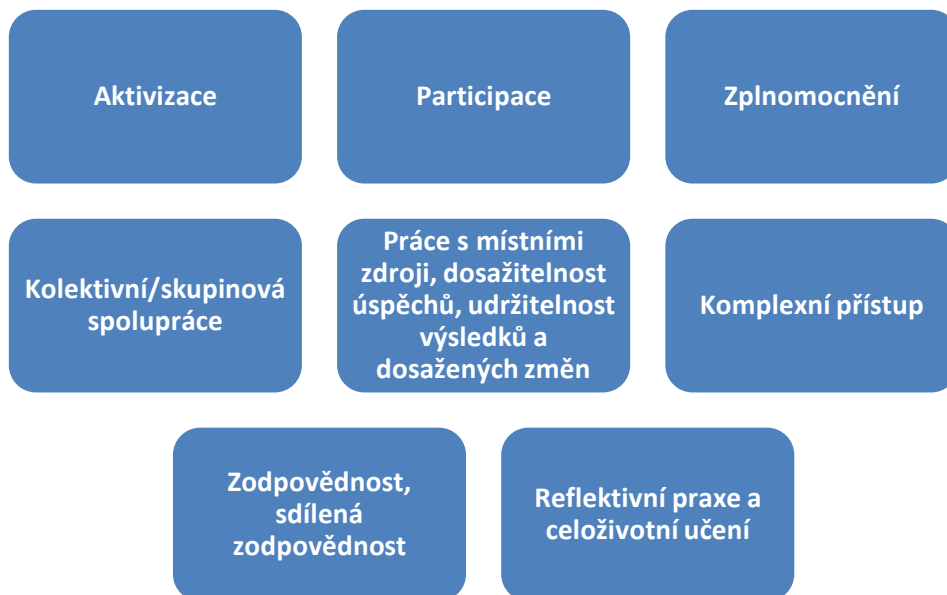 Aktivizace
Participace
Zplnomocnění
Kolektivní/skupinová
spolupráce
Práce s místními
zdroji, dosažitelnost
úspěchů, udržitelnost
výsledků a
dosažených změn
Komplexní přístup
Zodpovědnost,
sdílená
zodpovědnost
Reflektivní praxe a
celoživotní učení